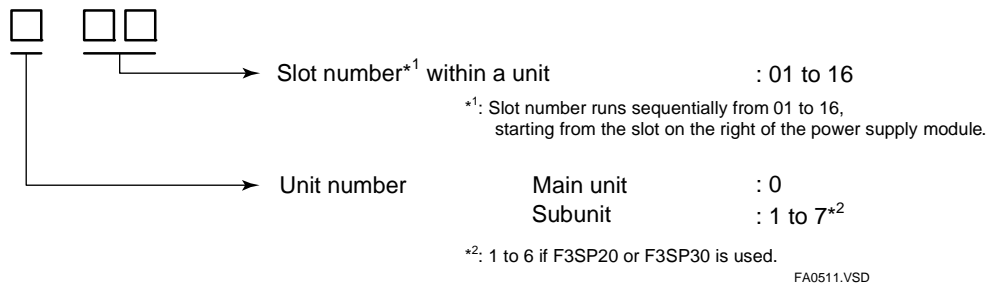 Slot number*1 within a unit : 01 to 16
*1: Slot number runs sequentially from 01 to 16,
starting from the slot on the right of the power supply module.
Unit number Main unit : 0
Subunit : 1 to 7*2
*2: 1 to 6 if F3SP20 or F3SP30 is used.
FA0511.VSD